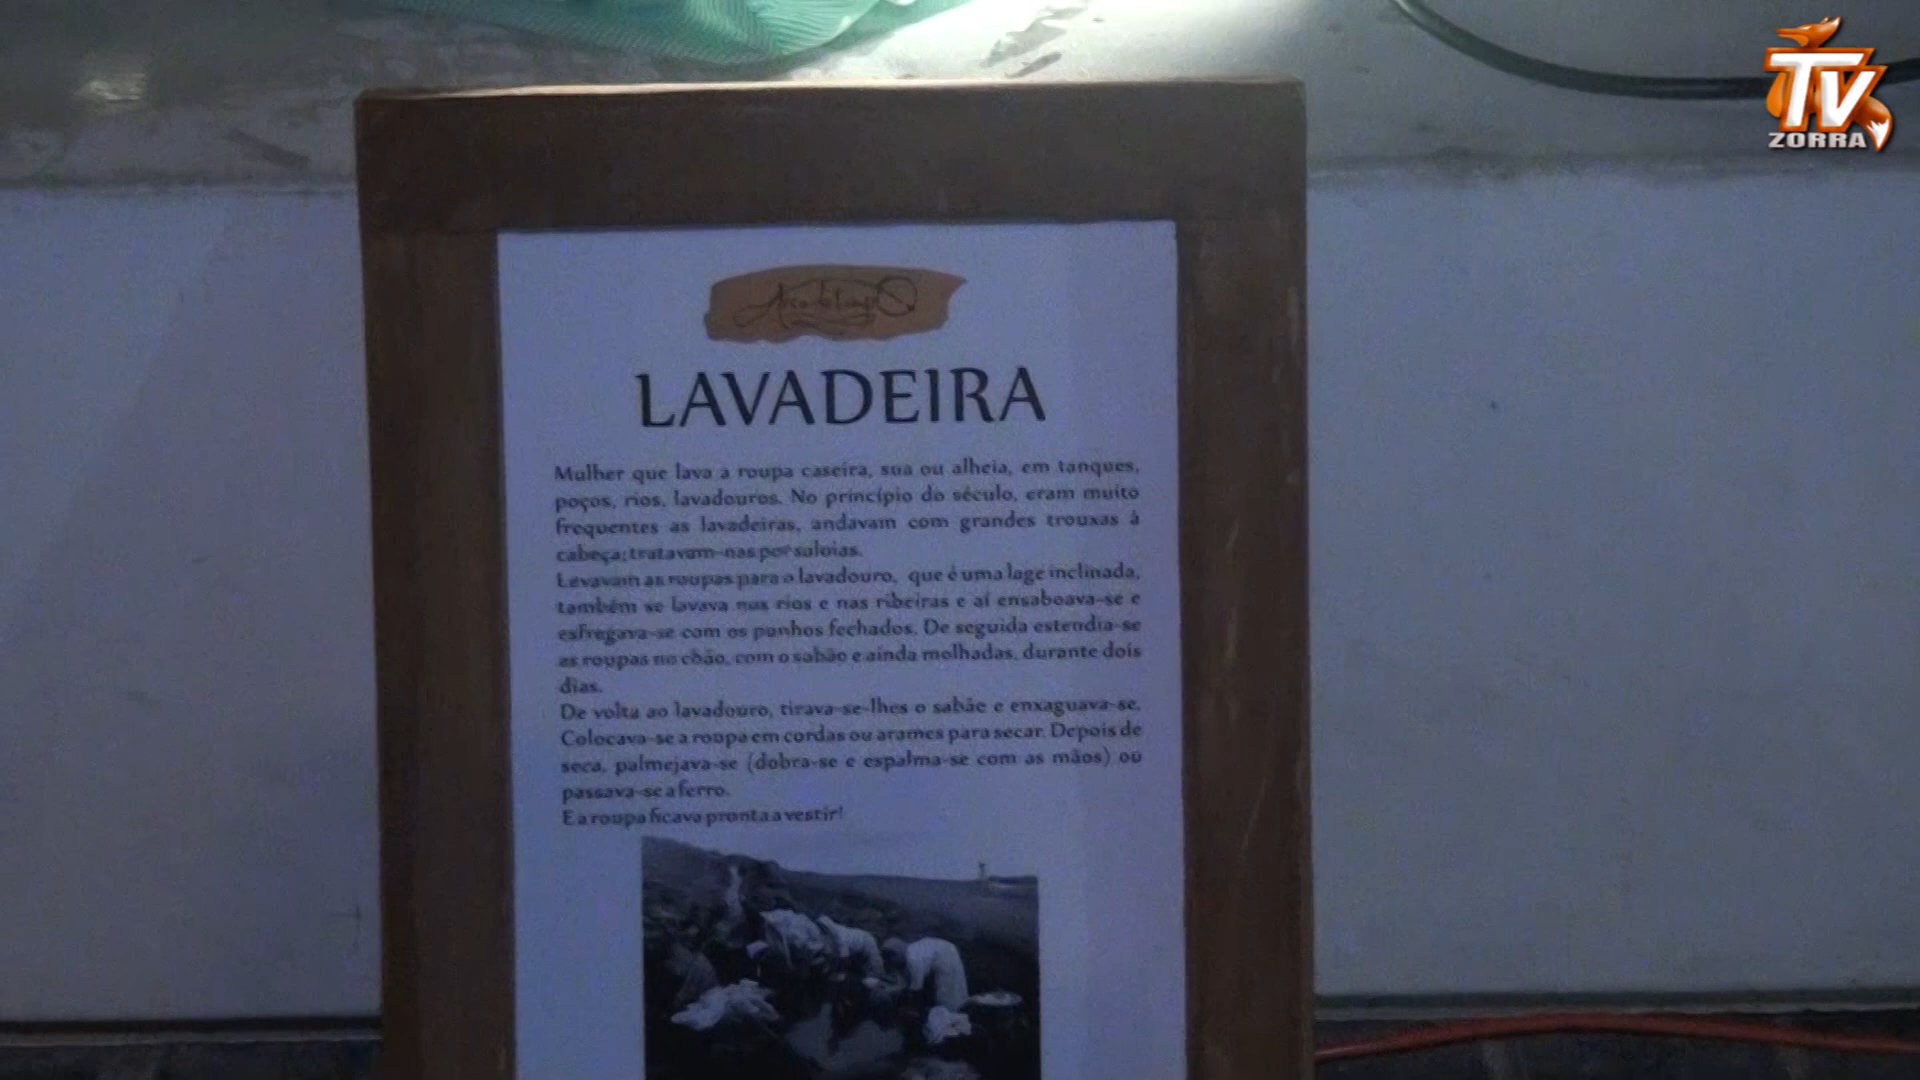 TV
ZORRA
LAVADEIRA
Mulher que lava a roupa caseira, sua ou alheia, em tanques,
poços, rios, lavadouros. No princípio do século, eram muito
frequentes as lavadeiras, andavam com grandes trouxas à
cabeça; tratavam-nas por saloias.
Levavam as roupas para o lavadouro, que é uma lage inclinada,
também se lavava nos rios e nas ribeiras e aí ensaboava-se e
esfregava-se com os punhos fechados. De seguida estendia-se
as roupas no chão, com o sabão e ainda molhadas, durante dois
dias.
De volta ao lavadouro, tirava-se-lhes o sabão e enxaguava-se.
Colocava-se a roupa em cordas ou arames para secar. Depois de
seca, palmejava-se (dobra-se e espalma-se com as mãos) ou
passava-se a ferro.
E a roupa ficava pronta a vestir!